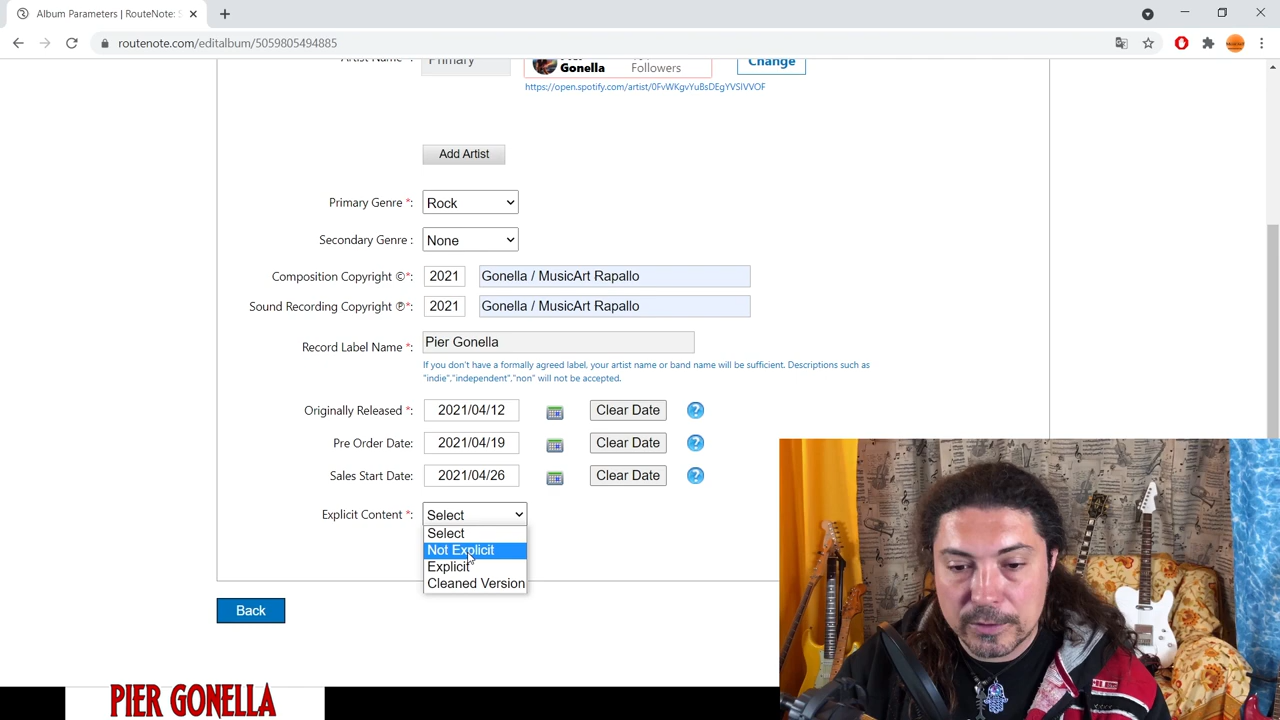 Album Parameters | RouteNote: S
routenote.com/editalbum/5059805494885
Artist Name *:
Primary
Gonella
Followers
Change
https://open.spotify.com/artist/0FvWKgvYuBsDEgYVSIVVOF
Add Artist
Primary Genre *: Rock
Secondary Genre : None
Composition Copyright ©*: 2021 Gonella / MusicArt Rapallo
Sound Recording Copyright ℗*: 2021 Gonella / MusicArt Rapallo
Record Label Name *: Pier Gonella
If you don't have a formally agreed label, your artist name or band name will be sufficient. Descriptions such as
"indie","independent","non" will not be accepted.
Originally Released *: 2021/04/12 Clear Date ?
Pre Order Date: 2021/04/19 Clear Date ?
Sales Start Date: 2021/04/26 Clear Date ?
Explicit Content *: Select
Select
Not Explicit
Explicit
Cleaned Version
Back
PIER GONELLA